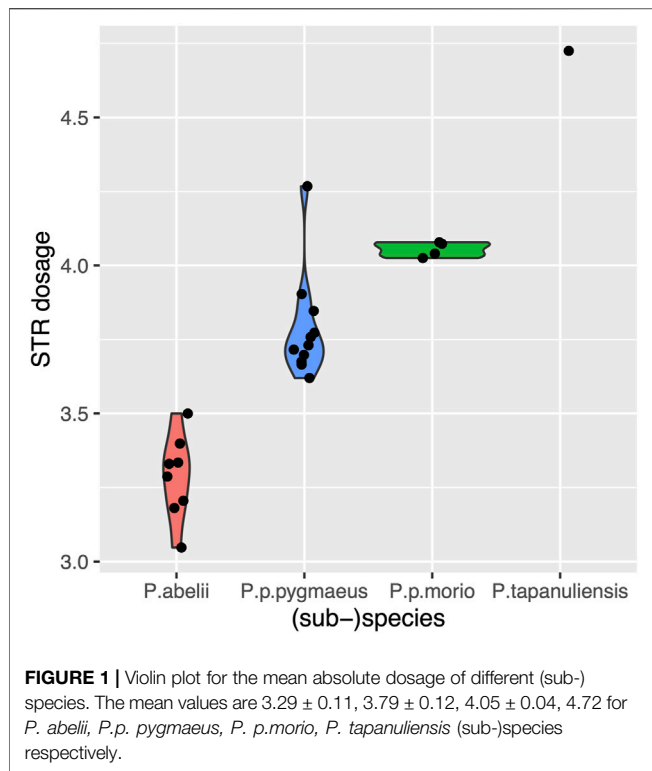 4.5
4.0
3.5
3.0
STR dosage
P.abelii P.p.pygmaeus P.p.morio P.tapanuliensis
(sub−)species
FIGURE 1 | Violin plot for the mean absolute dosage of different (sub-)
species. The mean values are 3.29 ± 0.11, 3.79 ± 0.12, 4.05 ± 0.04, 4.72 for
P. abelii, P.p. pygmaeus, P. p.morio, P. tapanuliensis (sub-)species
respectively.